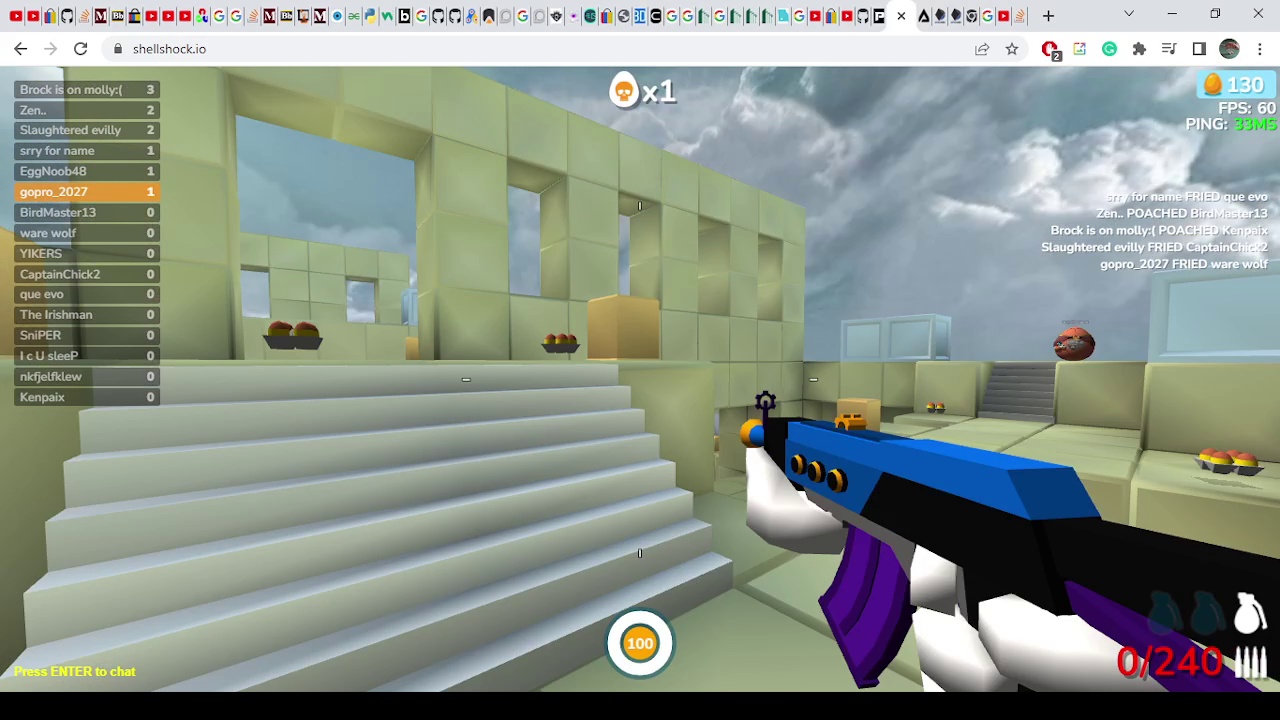 shellshock.io
2
Brock is on molly:( 3
Zen.. 2
Slaughtered evilly 2
srry for name 1
EggNoob48 1
gopro_2027 1
BirdMaster13 0
ware wolf 0
YIKERS 0
CaptainChick2 0
que evo 0
The Irishman 0
SniPER 0
I c U sleeP 0
nkfjelfklew 0
Kenpaix 0
x1
130
FPS: 60
PING: 33MS
srry for name FRIED que evo
Zen.. POACHED BirdMaster13
Brock is on molly:( POACHED Kenpaix
Slaughtered evilly FRIED CaptainChick2
gopro_2027 FRIED ware wolf
100
0/240
Press ENTER to chat